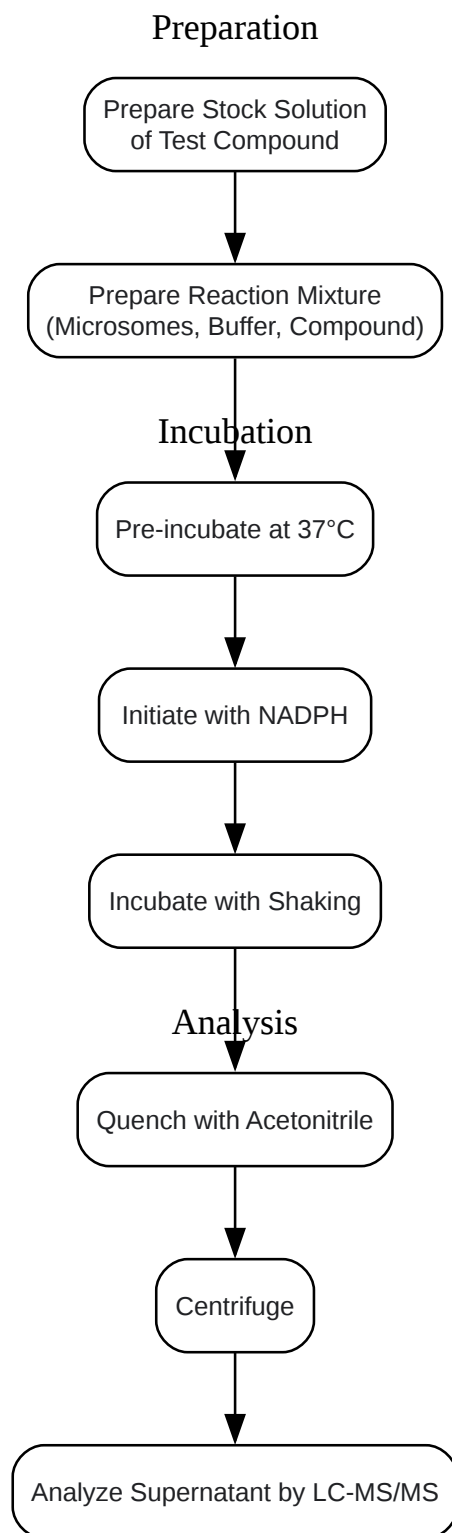 Preparation
Prepare Stock Solution
of Test Compound
Prepare Reaction Mixture
(Microsomes, Buffer, Compound)
Incubation
Pre-incubate at 37°C
Initiate with NADPH
Incubate with Shaking
Analysis
Quench with Acetonitrile
Centrifuge
Analyze Supernatant by LC-MS/MS